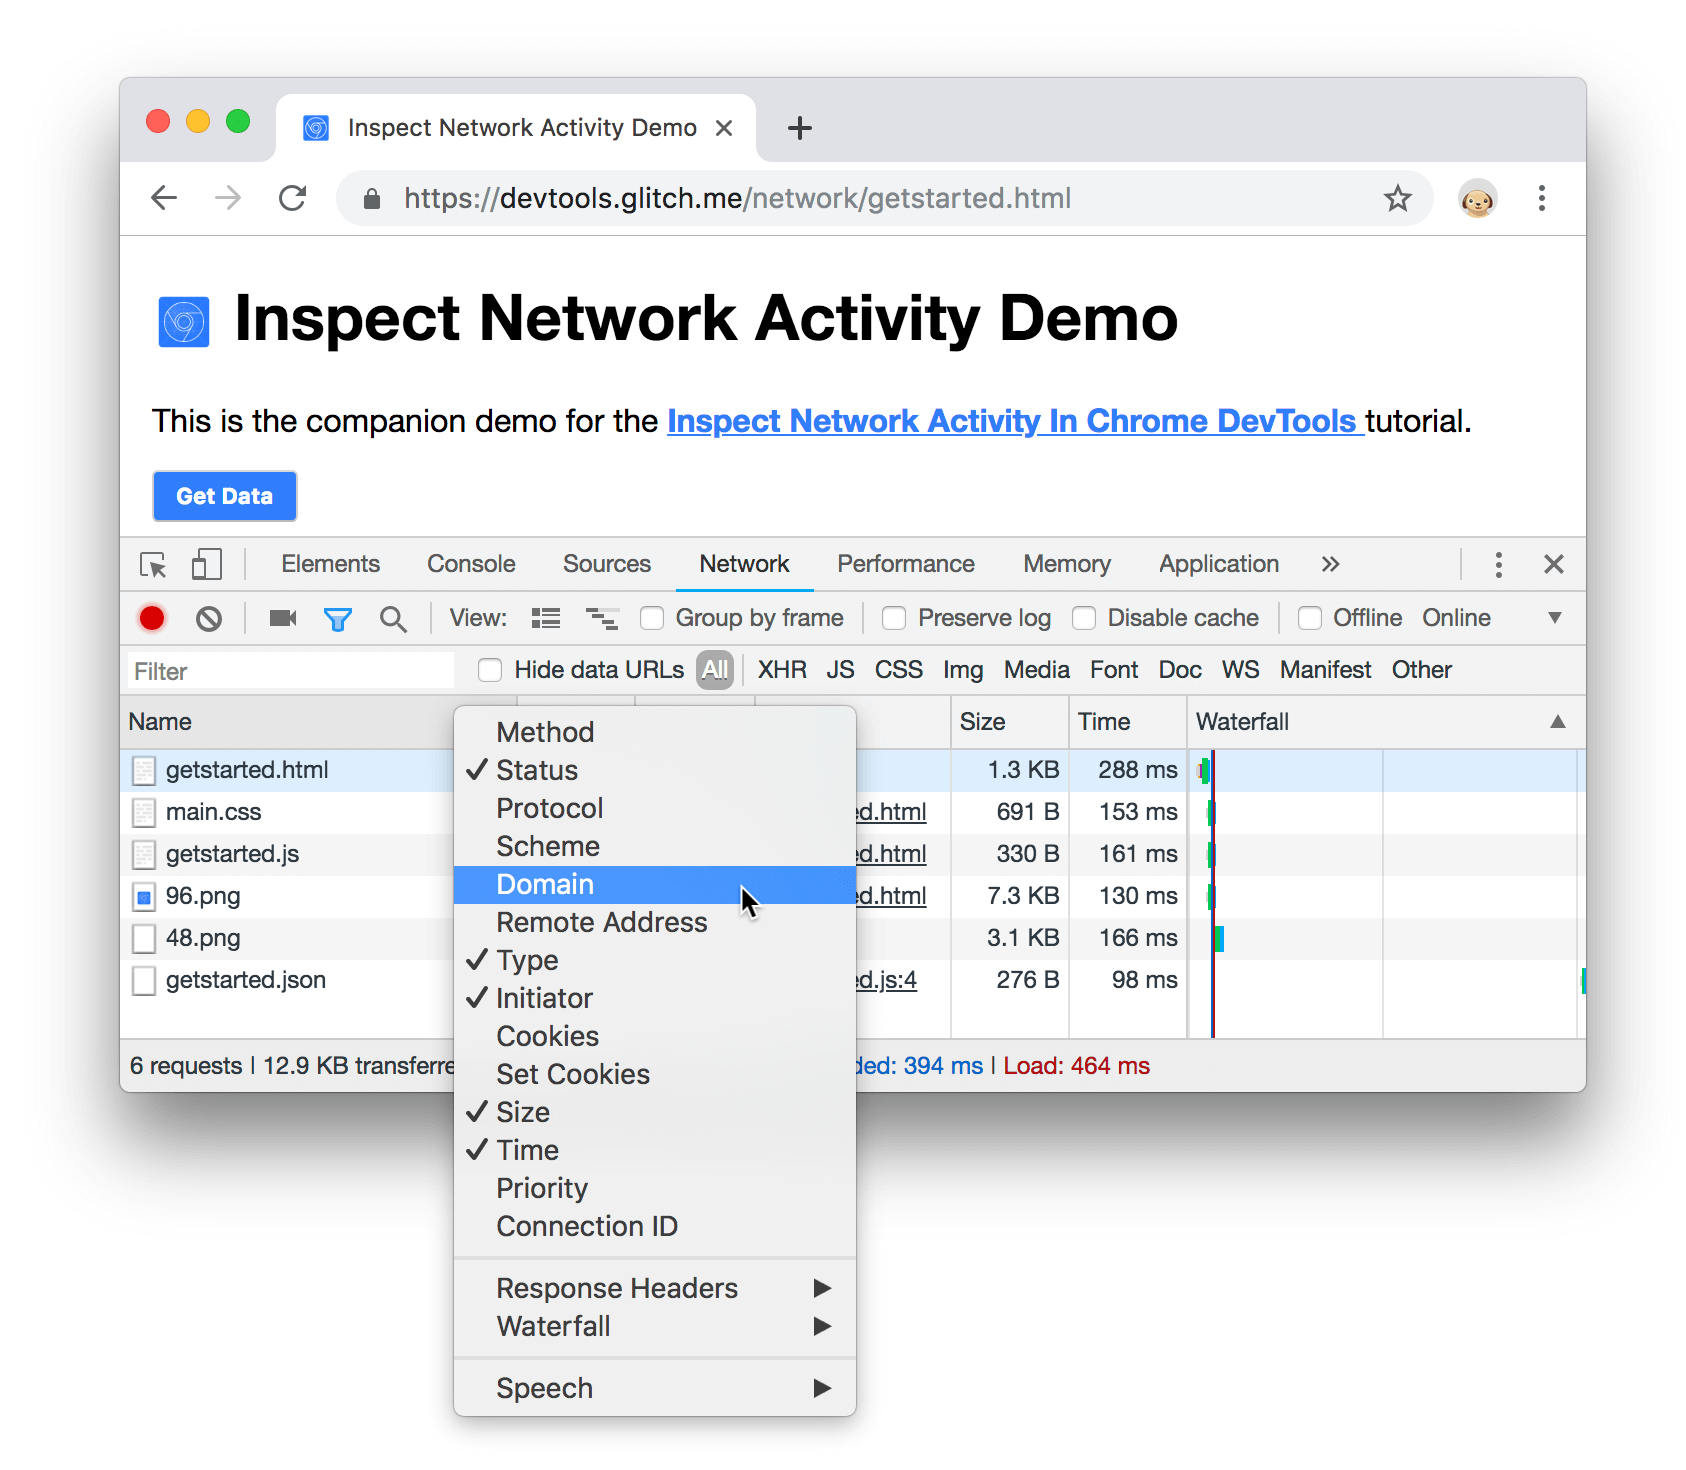 Inspect Network Activity Demo
https://devtools.glitch.me/network/getstarted.html
Inspect Network Activity Demo
This is the companion demo for the Inspect Network Activity In Chrome DevTools tutorial.
Get Data
Elements Console Sources Network Performance Memory Application
View: Group by frame Preserve log Disable cache Offline Online
Filter Hide data URLs All XHR JS CSS Img Media Font Doc WS Manifest Other
Name Size Time Waterfall
getstarted.html 1.3 KB 288 ms
main.css ed.html 691 B 153 ms
getstarted.js ed.html 330 B 161 ms
96.png ed.html 7.3 KB 130 ms
48.png 3.1 KB 166 ms
getstarted.json ed.js:4 276 B 98 ms
6 requests | 12.9 KB transferre ded: 394 ms | Load: 464 ms
Method
✓ Status
Protocol
Scheme
Domain
Remote Address
✓ Type
✓ Initiator
Cookies
Set Cookies
✓ Size
✓ Time
Priority
Connection ID
Response Headers
Waterfall
Speech